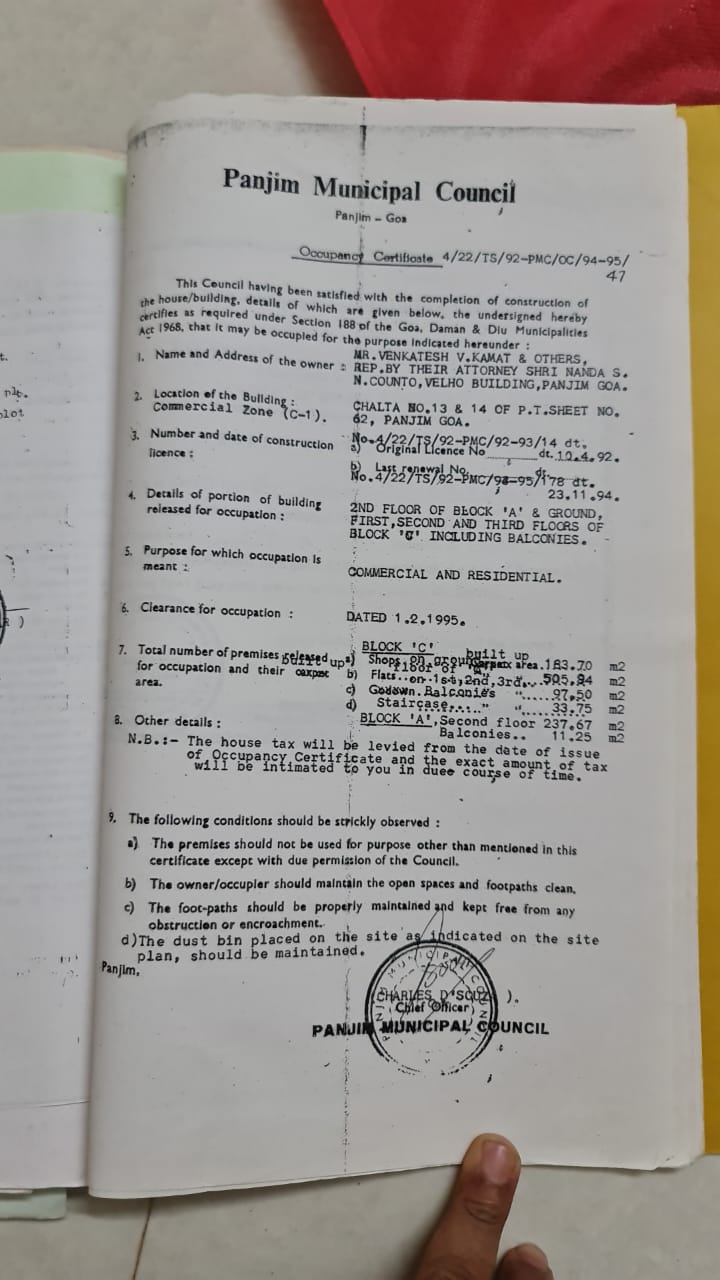 Panjim Municipal Council
Panjim – Goa
Occupancy Certificate 4/22/TS/92-PMC/OC/94-95/
47
This Council having been satisfied with the completion of construction of
the house/building, details of which are given below, the undersigned hereby
certifies as required under Section 188 of the Goa, Daman & Diu Municipalities
Act 1968, that it may be occupied for the purpose indicated hereunder :
1. Name and Address of the owner : MR.VENKATESH V.KAMAT & OTHERS,
REP.BY THEIR ATTORNEY SHRI NANDA S.
N.COUNTO,VELHO BUILDING,PANJIM GOA.
2. Location of the Building :
Commercial Zone (C-1).
CHALTA NO.13 & 14 OF P.T.SHEET NO.
62, PANJIM GOA.
3. Number and date of construction
licence :
No.4/22/TS/92-PMC/92-93/14 dt.
a) Original Licence No dt. 10.4.92.
b) Last renewal No. dt.
No.4/22/TS/92-PMC/93-95/178 dt.
23.11.94.
4. Details of portion of building
released for occupation :
2ND FLOOR OF BLOCK 'A' & GROUND,
FIRST,SECOND AND THIRD FLOORS OF
BLOCK 'C' INCLUDING BALCONIES.
5. Purpose for which occupation is
meant :
COMMERCIAL AND RESIDENTIAL.
6. Clearance for occupation :
DATED 1.2.1995.
7. Total number of premises released
for occupation and their built up
area.
BLOCK 'C' built up
a) Shops on ground floor of area.183.70 m2
b) Flats..on 1st,2nd,3rd... 505.94 m2
c) Godown Balconies "......97.50 m2
d) Staircase....." "......33.75 m2
8. Other details :
BLOCK 'A',Second floor 237.67 m2
Balconies.. 11.25 m2
N.B.:- The house tax will be levied from the date of issue
of Occupancy Certificate and the exact amount of tax
will be intimated to you in duee course of time.
9. The following conditions should be strickly observed :
a) The premises should not be used for purpose other than mentioned in this
certificate except with due permission of the Council.
b) The owner/occupier should maintain the open spaces and footpaths clean.
c) The foot-paths should be properly maintained and kept free from any
obstruction or encroachment.
d)The dust bin placed on the site as indicated on the site
plan, should be maintained.
Panjim,
CHARLES D'SOUZ ).
Chief Officer
PANJIM MUNICIPAL COUNCIL